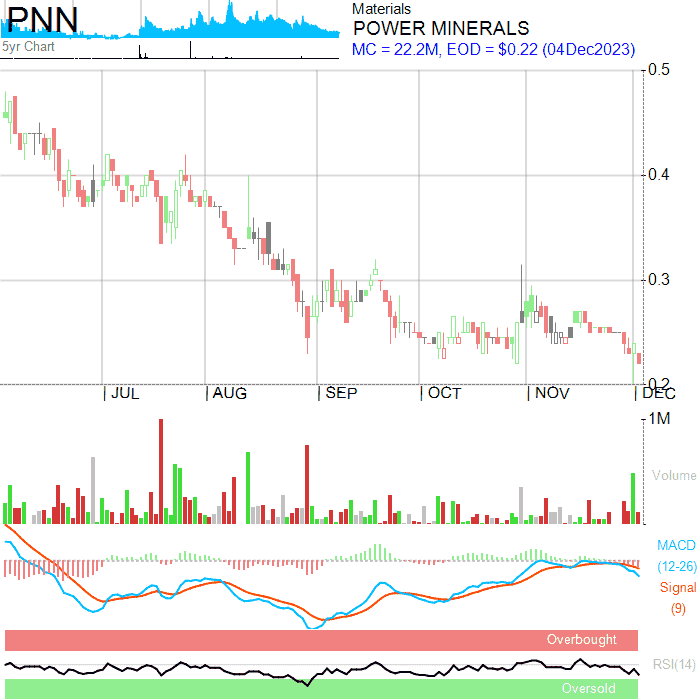 PNN
5yr Chart
Materials
POWER MINERALS
MC = 22.2M, EOD = $0.22 (04Dec2023)
0.5
0.4
0.3
0.2
JUL AUG SEP OCT NOV DEC
1M
Volume
MACD
(12-26)
Signal
(9)
Overbought
RSI(14)
Oversold